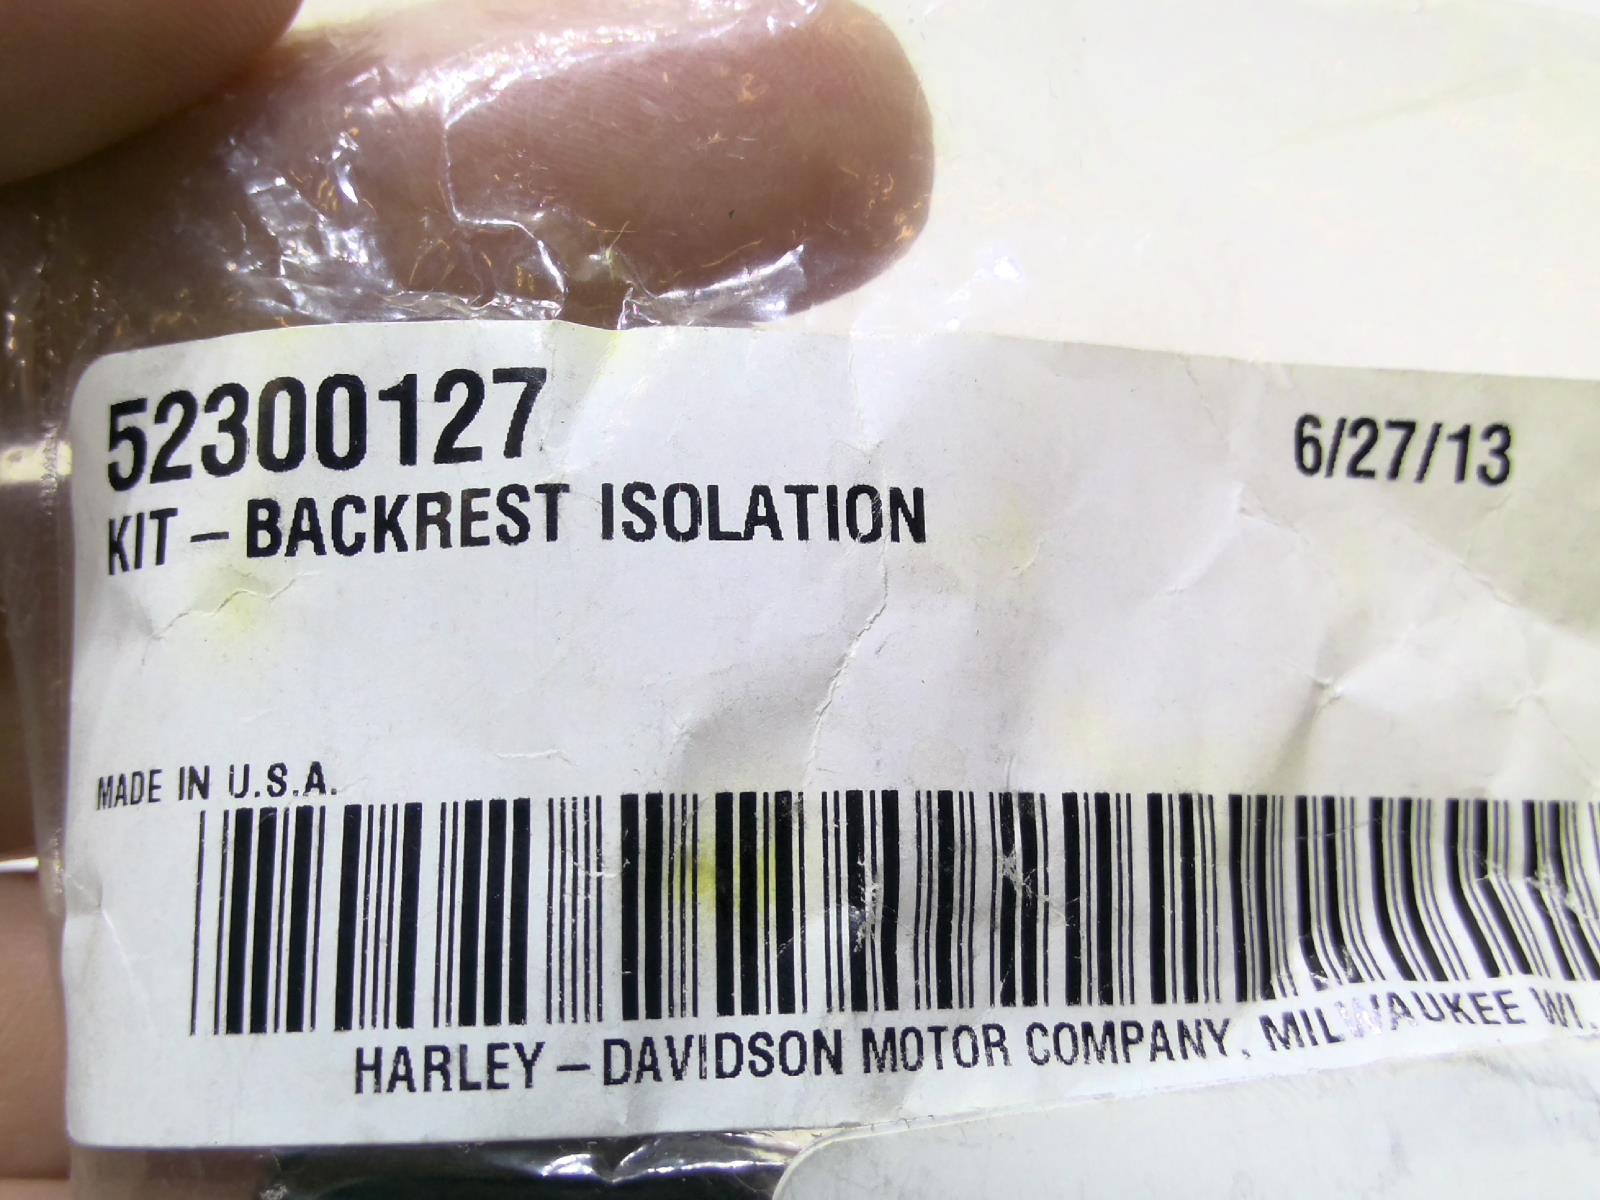 52300127
6/27/13
KIT - BACKREST ISOLATION
MADE IN U.S.A.
HARLEY - DAVIDSON MOTOR COMPANY, MILWAUKEE WI.